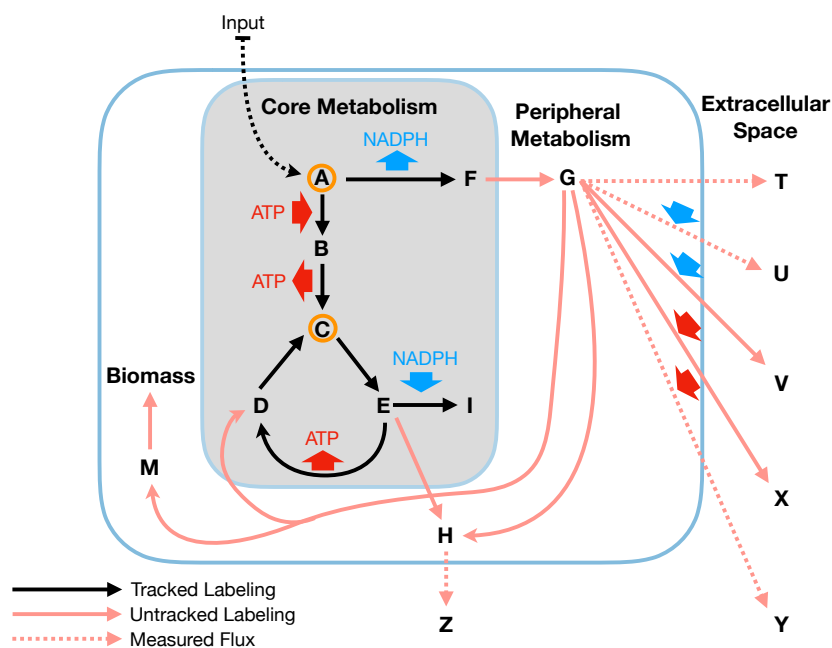 Input
Core Metabolism
Peripheral
Metabolism
Extracellular
Space
NADPH
A
F
G
T
ATP
B
U
ATP
C
NADPH
Biomass
V
D
E
I
ATP
M
X
H
Tracked Labeling
Untracked Labeling
Measured Flux
Z
Y